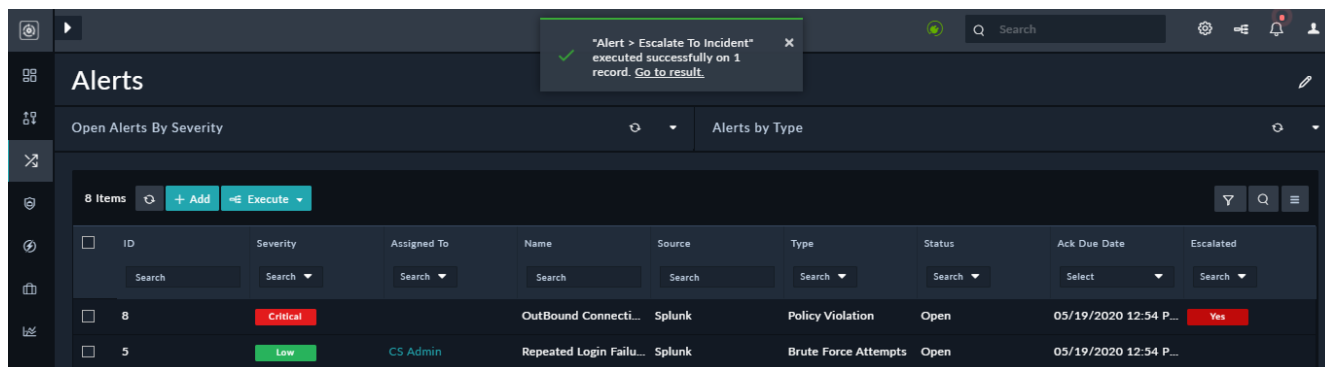 "Alert > Escalate To Incident"
executed successfully on 1
record. Go to result.
Search
Alerts
Open Alerts By Severity
Alerts by Type
8 Items
+ Add
Execute
ID Severity Assigned To Name Source Type Status Ack Due Date Escalated
Search Search Search Search Search Search Search Select Search
8 Critical OutBound Connecti... Splunk Policy Violation Open 05/19/2020 12:54 P... Yes
5 Low CS Admin Repeated Login Failu... Splunk Brute Force Attempts Open 05/19/2020 12:54 P...